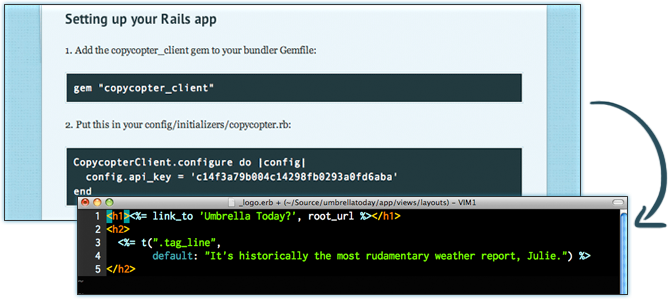 Setting up your Rails app
1. Add the copycopter_client gem to your bundler Gemfile:
gem "copycopter_client"
2. Put this in your config/initializers/copycopter.rb:
CopycopterClient.configure do |config|
config.api_key = 'c14f3a79b004c14298fb0293a0fd6aba'
end
_logo.erb + (~/Source/umbrellatoday/app/views/layouts) – VIM1
1 <h1><%= link_to 'Umbrella Today?', root_url %></h1>
2 <h2>
3 <%= t(".tag_line",
4 default: "It's historically the most rudamentary weather report, Julie.") %>
5 </h2>
~